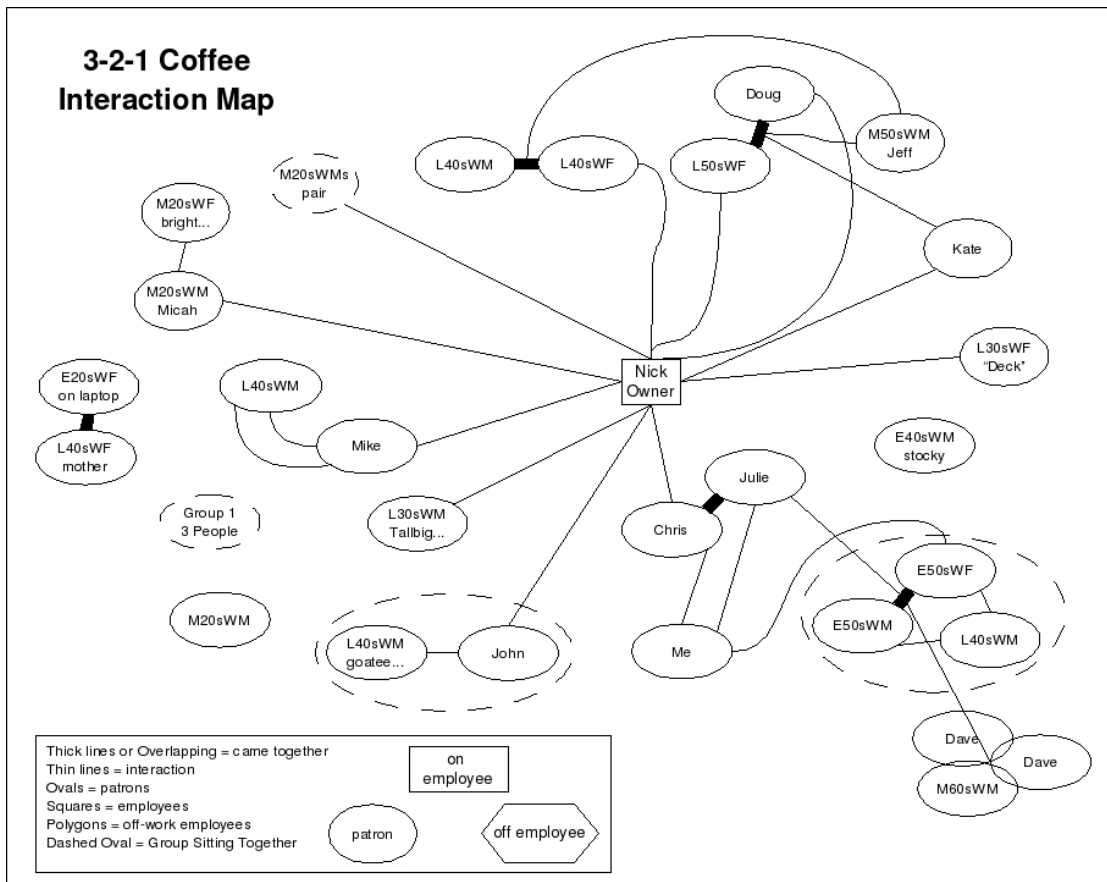 3-2-1 Coffee
Interaction Map
Doug
M50sWM
Jeff
L40sWM
L40sWF
L50sWF
M20sWMs
pair
M20sWF
bright...
Kate
M20sWM
Micah
L30sWF
“Deck”
Nick
Owner
E20sWF
on laptop
L40sWM
L40sWF
mother
Mike
E40sWM
stocky
Julie
Group 1
3 People
L30sWM
Tallbig...
Chris
E50sWF
M20sWM
E50sWM
L40sWM
L40sWM
goatee...
John
Me
Dave
Dave
M60sWM
Thick lines or Overlapping = came together
Thin lines = interaction
Ovals = patrons
Squares = employees
Polygons = off-work employees
Dashed Oval = Group Sitting Together
on
employee
patron
off employee